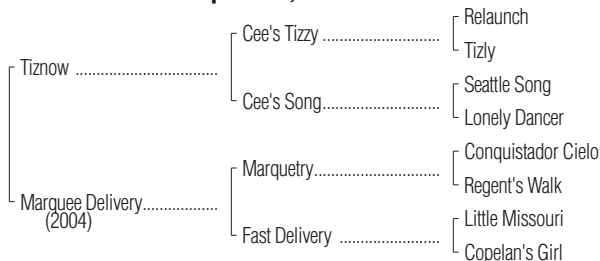 Relaunch
Cee's Tizzy ..............................
Tizly
Tiznow ....................................
Seattle Song
Cee's Song..............................
Lonely Dancer
Conquistador Cielo
Marquetry................................
Regent's Walk
Marquee Delivery...................
(2004)
Little Missouri
Fast Delivery ..........................
Copelan's Girl